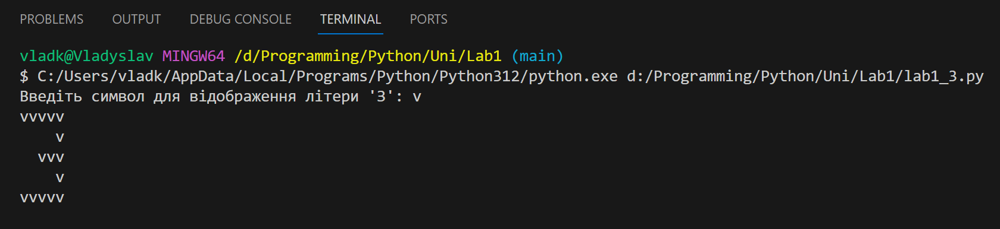 PROBLEMS OUTPUT DEBUG CONSOLE TERMINAL PORTS
vladk@Vladyslav MINGW64 /d/Programming/Python/Uni/Lab1 (main)
$ C:/Users/vladk/AppData/Local/Programs/Python/Python312/python.exe d:/Programming/Python/Uni/Lab1/lab1_3.py
Введіть символ для відображення літери 'З': v
vvvvv
    v
  vvv
    v
vvvvv